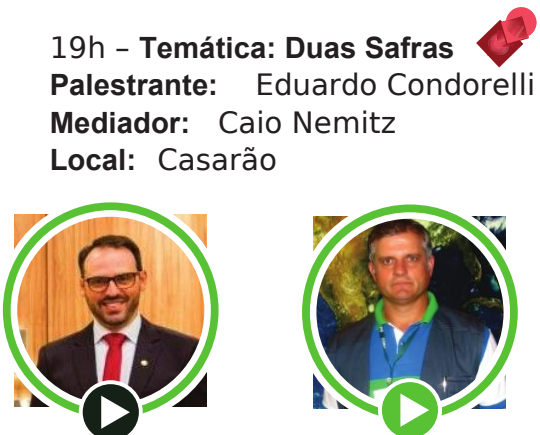 19h – Temática: Duas Safras
Palestrante: Eduardo Condorelli
Mediador: Caio Nemitz
Local: Casarão